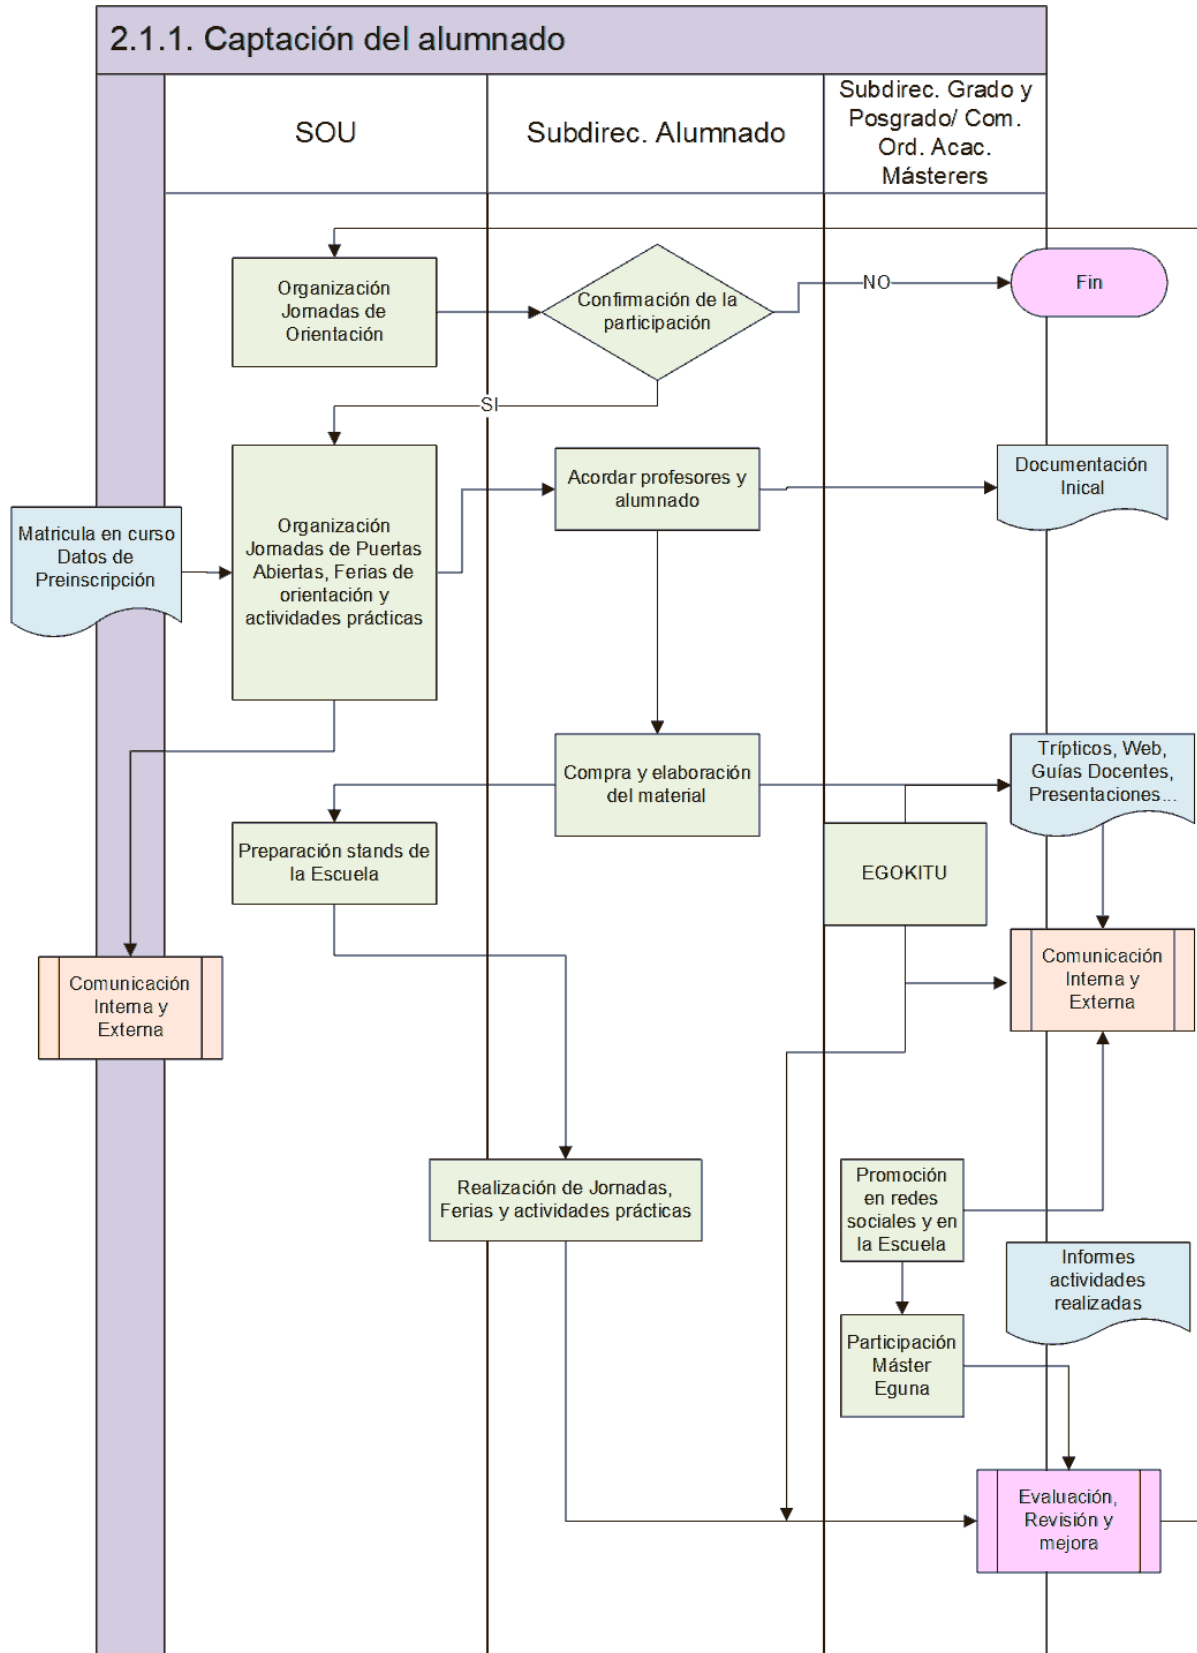 2.1.1. Captación del alumnado
SOU
Subdirec. Alumnado
Subdirec. Grado y
Posgrado/ Com.
Ord. Acac.
Másterers
Organización
Jornadas de
Orientación
Confirmación de la
participación
NO
Fin
SI
Matricula en curso
Datos de
Preinscripción
Organización
Jornadas de Puertas
Abiertas, Ferias de
orientación y
actividades prácticas
Acordar profesores y
alumnado
Documentación
Inical
Compra y elaboración
del material
Trípticos, Web,
Guías Docentes,
Presentaciones...
Preparación stands de
la Escuela
EGOKITU
Comunicación
Interna y
Externa
Comunicación
Interna y
Externa
Realización de Jornadas,
Ferias y actividades prácticas
Promoción
en redes
sociales y en
la Escuela
Informes
actividades
realizadas
Participación
Máster
Eguna
Evaluación,
Revisión y
mejora